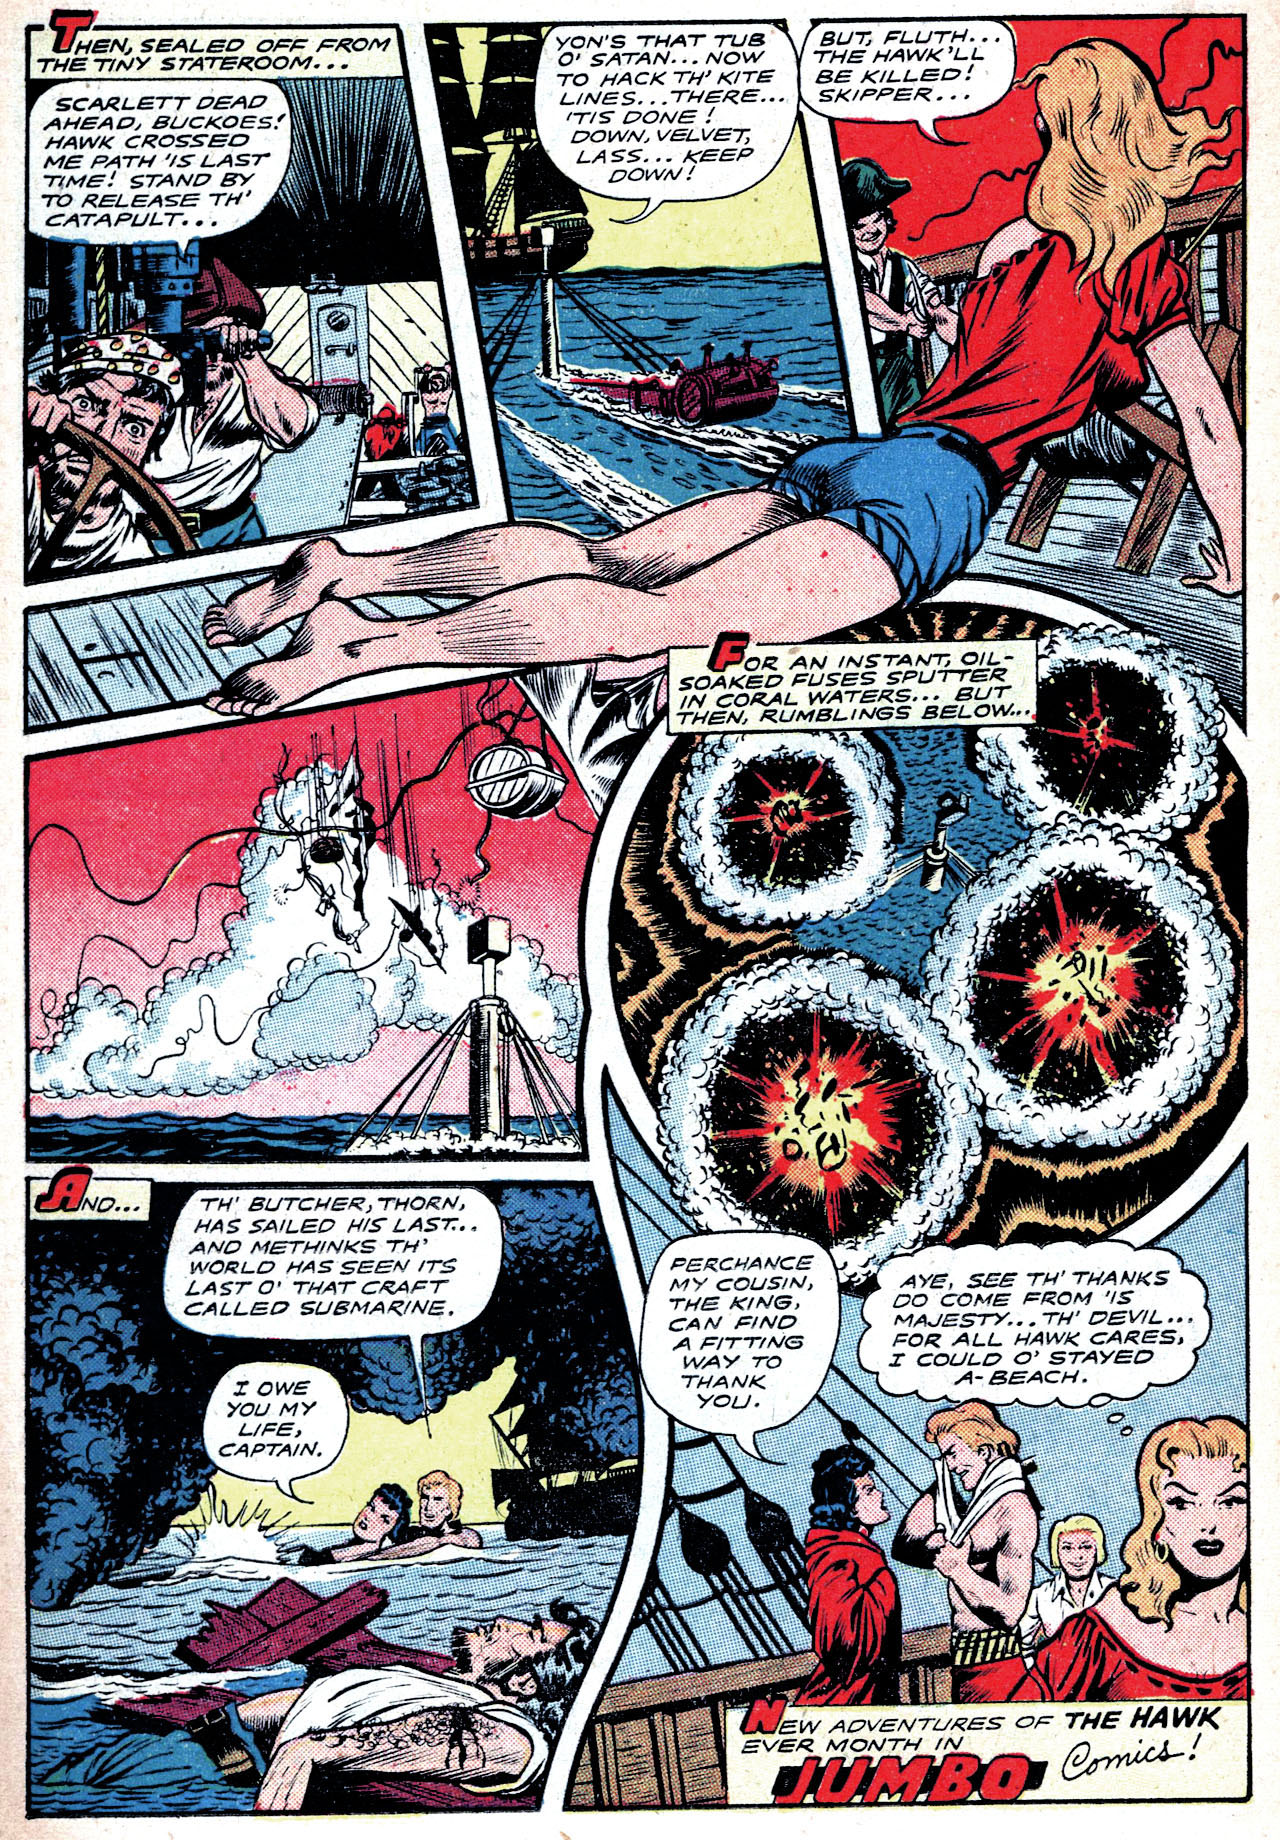 THEN, SEALED OFF FROM
THE TINY STATEROOM...
SCARLETT DEAD
AHEAD, BUCKOES!
HAWK CROSSED
ME PATH 'IS LAST
TIME! STAND BY
TO RELEASE TH'
CATAPULT...
YON'S THAT TUB
O' SATAN... NOW
TO HACK TH' KITE
LINES... THERE...
'TIS DONE!
DOWN, VELVET,
LASS... KEEP
DOWN!
BUT, FLUTH...
THE HAWK'LL
BE KILLED!
SKIPPER...
FOR AN INSTANT, OIL-
SOAKED FUSES SPUTTER
IN CORAL WATERS... BUT
THEN, RUMBLINGS BELOW...
AND...
TH' BUTCHER, THORN,
HAS SAILED HIS LAST...
AND METHINKS TH'
WORLD HAS SEEN ITS
LAST O' THAT CRAFT
CALLED SUBMARINE.
I OWE
YOU MY
LIFE,
CAPTAIN.
PERCHANCE
MY COUSIN,
THE KING,
CAN FIND
A FITTING
WAY TO
THANK
YOU.
AYE, SEE TH' THANKS
DO COME FROM 'IS
MAJESTY... TH' DEVIL...
FOR ALL HAWK CARES,
I COULD O' STAYED
A-BEACH.
NEW ADVENTURES OF THE HAWK
EVER MONTH IN
JUMBO Comics!